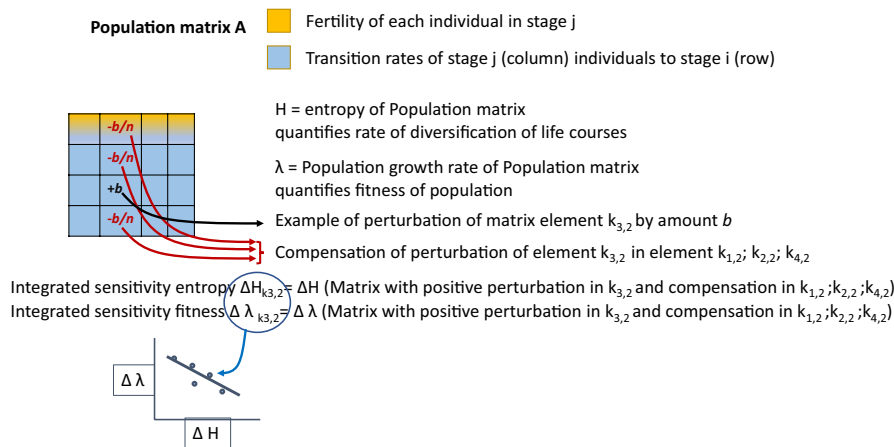 Population matrix A
Fertility of each individual in stage j
Transition rates of stage j (column) individuals to stage i (row)
H = entropy of Population matrix
quantifies rate of diversification of life courses
-b/n
-b/n
λ = Population growth rate of Population matrix
quantifies fitness of population
+b
-b/n
Example of perturbation of matrix element k3,2 by amount b
Compensation of perturbation of element k3,2 in element k1,2; k2,2; k4,2
Integrated sensitivity entropy ΔHk3,2= ΔH (Matrix with positive perturbation in k3,2 and compensation in k1,2 ;k2,2 ;k4,2)
Integrated sensitivity fitness Δ λ k3,2= Δ λ (Matrix with positive perturbation in k3,2 and compensation in k1,2 ;k2,2 ;k4,2)
Δ λ
Δ H